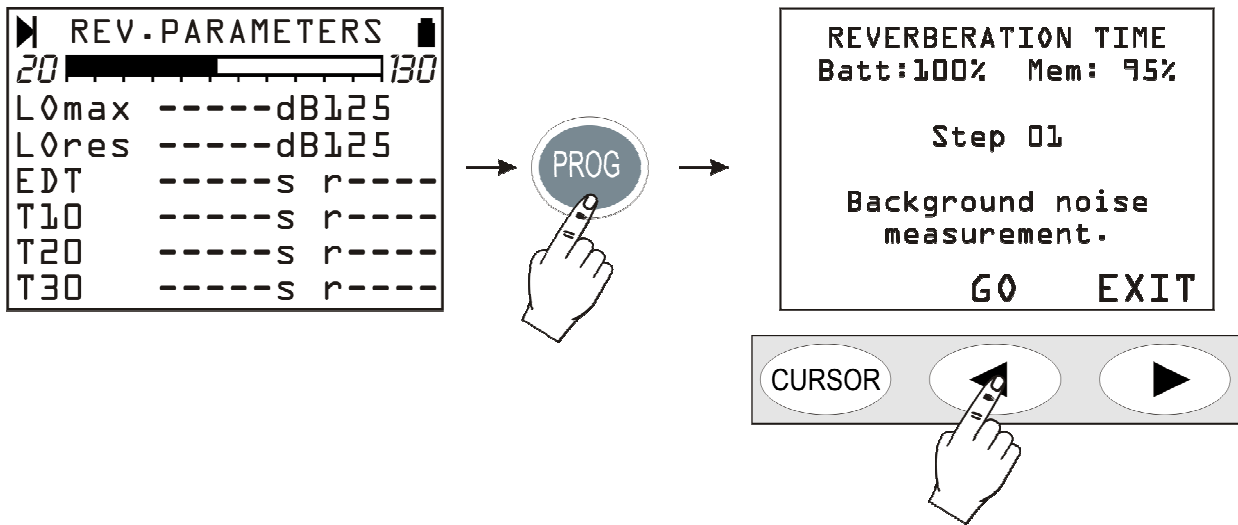 REV.PARAMETERS
20 130
L0max -----dB125
L0res -----dB125
EDT -----s r----
T10 -----s r----
T20 -----s r----
T30 -----s r----
PROG
REVERBERATION TIME
Batt:100% Mem: 95%
Step 01
Background noise
measurement.
GO EXIT
CURSOR